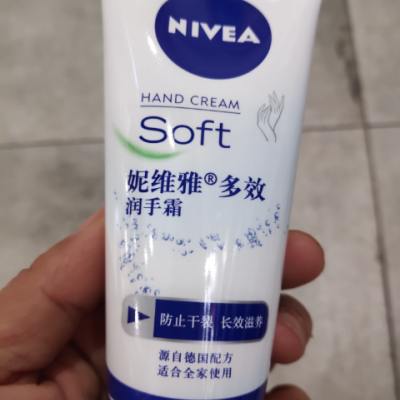 NIVEA
HAND CREAM
Soft
妮维雅®多效
润手霜
防止干裂 长效滋养
源自德国配方
适合全家使用